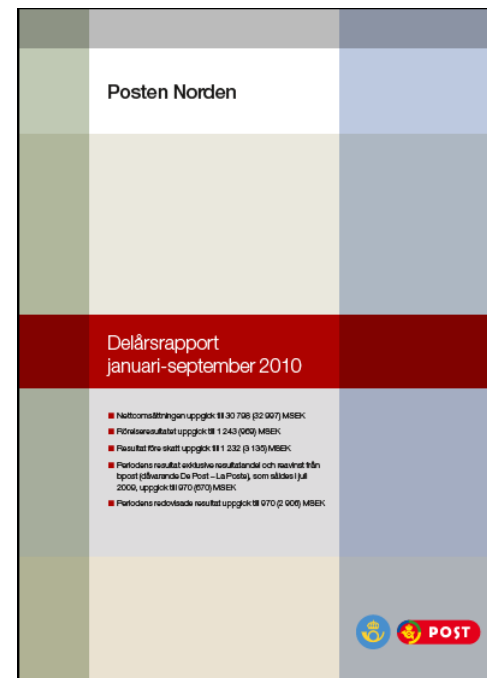 Posten Norden
Delårsrapport
januari-september 2010
Nettoomsättningen uppgick till 30 798 (32 997) MSEK
Rörelseresultatet uppgick till 1 243 (969) MSEK
Resultat före skatt uppgick till 1 232 (3 135) MSEK
Periodens resultat exklusive resultatandel och reavinst från
bpost (dåvarande De Post – La Poste), som såldes i juli
2009, uppgick till 970 (670) MSEK
Periodens redovisade resultat uppgick till 970 (2 906) MSEK
POST